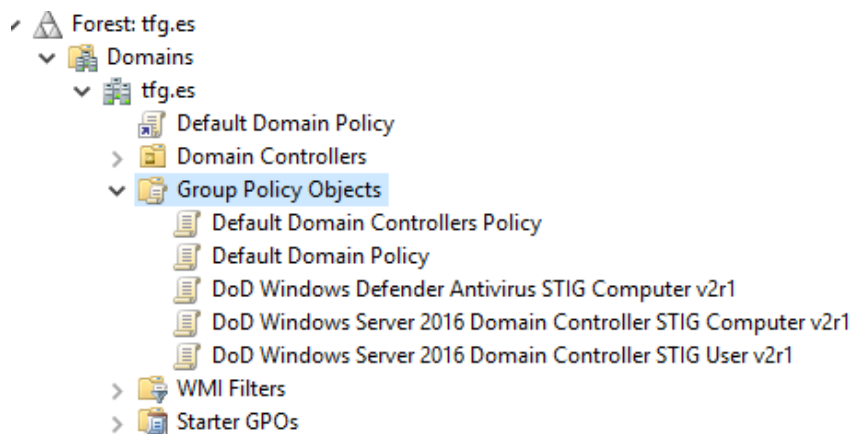 Forest: tfg.es
Domains
tfg.es
Default Domain Policy
Domain Controllers
Group Policy Objects
Default Domain Controllers Policy
Default Domain Policy
DoD Windows Defender Antivirus STIG Computer v2r1
DoD Windows Server 2016 Domain Controller STIG Computer v2r1
DoD Windows Server 2016 Domain Controller STIG User v2r1
WMI Filters
Starter GPOs